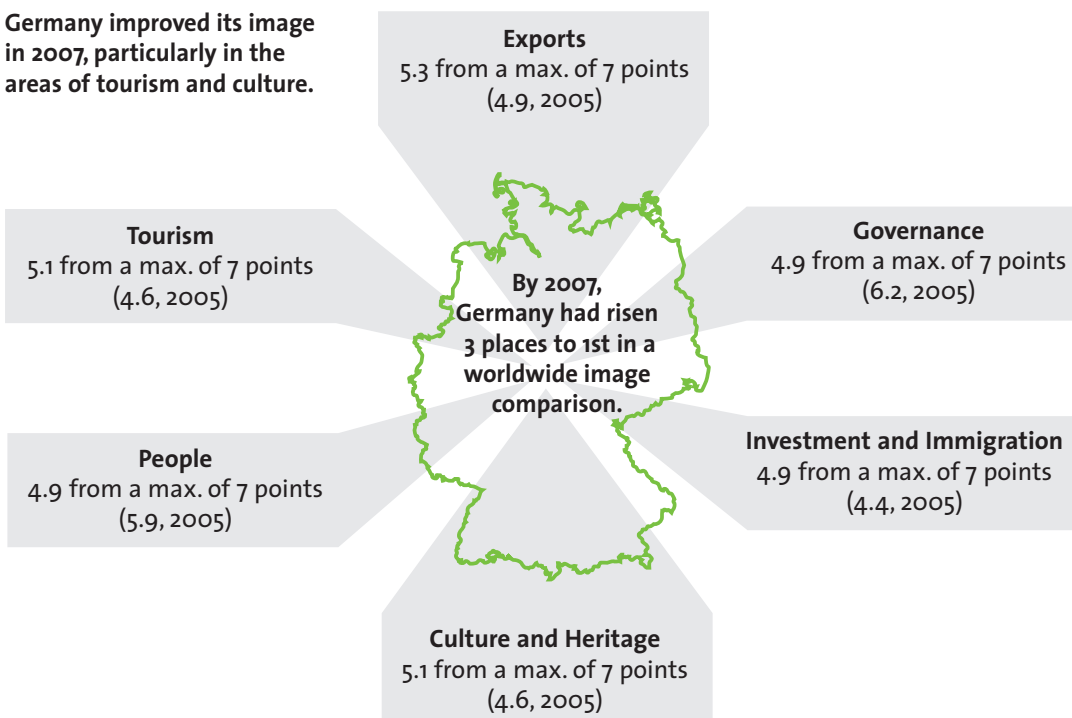 Germany improved its image
in 2007, particularly in the
areas of tourism and culture.
Exports
5.3 from a max. of 7 points
(4.9, 2005)
Tourism
5.1 from a max. of 7 points
(4.6, 2005)
Governance
4.9 from a max. of 7 points
(6.2, 2005)
By 2007,
Germany had risen
3 places to 1st in a
worldwide image
comparison.
People
4.9 from a max. of 7 points
(5.9, 2005)
Investment and Immigration
4.9 from a max. of 7 points
(4.4, 2005)
Culture and Heritage
5.1 from a max. of 7 points
(4.6, 2005)